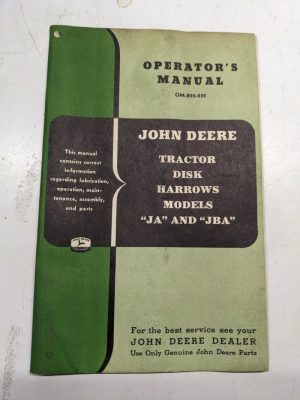 OPERATOR'S
MANUAL
JOHN DEERE
TRACTOR
DISK
HARROWS
MODELS
"JA" AND "JBA"
This manual
contains correct
information
regarding lubrication,
operation, main-
tenance, assembly,
and parts
For the best service see your
JOHN DEERE DEALER
Use Only Genuine John Deere Parts